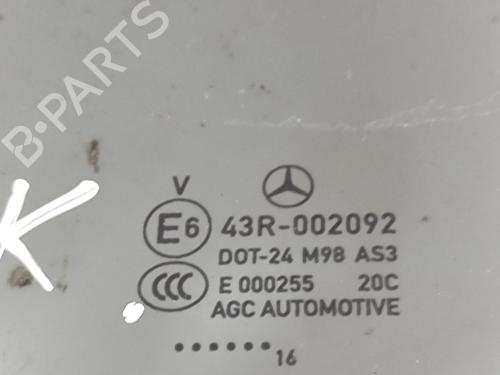 B-PARTS
V
E6 43R-002092
DOT-24 M98 AS3
CCC E 000255 20C
AGC AUTOMOTIVE
......16